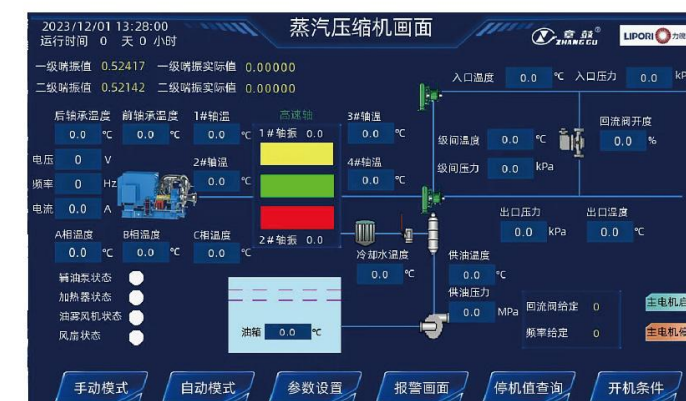 2023/12/01 13:28:00
运行时间 0 天 0 小时
蒸汽压缩机画面
章鼓®
ZHANGGU
LIPORI
一级喘振值 0.52417 一级喘振实际值 0.00000
二级喘振值 0.52142 二级喘振实际值 0.00000
入口温度 0.0 ℃ 入口压力 0.0 kP
后轴承温度 前轴承温度 1#轴温 高速轴 3#轴温
0.0 ℃ 0.0 ℃ 0.0 ℃ 1#轴振 0.0 0.0 ℃
回流阀开度
0.0 %
级间温度 0.0 ℃
级间压力 0.0 kPa
电压 0 V
2#轴温 4#轴温
频率 0 Hz 0.0 ℃ 0.0 ℃
电流 0.0 A
出口压力 出口温度
0.0 kPa 0.0 ℃
A相温度 B相温度 C相温度 2#轴振 0.0
0.0 ℃ 0.0 ℃ 0.0 ℃
冷却水温度 供油温度
0.0 ℃ 0.0 ℃
供油压力
0.0 MPa
辅油泵状态
加热器状态
油雾风机状态
风扇状态
油箱 0.0 ℃
回流阀给定 0
频率给定 0
主电机
主电机
手动模式 自动模式 参数设置 报警画面 停机值查询 开机条件